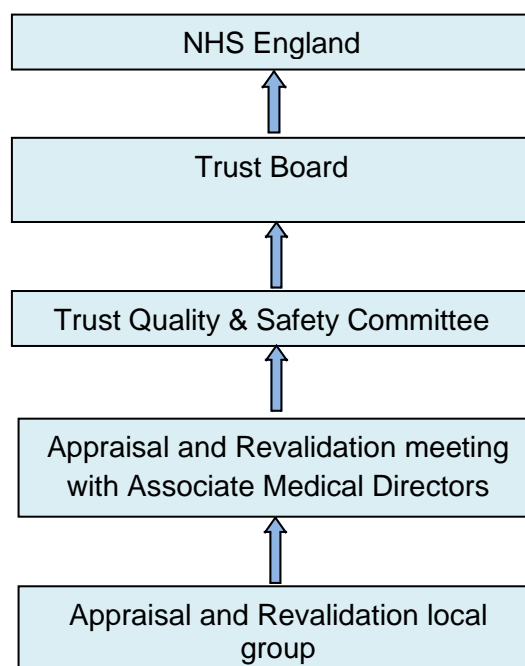 NHS England
Trust Board
Trust Quality & Safety Committee
Appraisal and Revalidation meeting
with Associate Medical Directors
Appraisal and Revalidation local
group